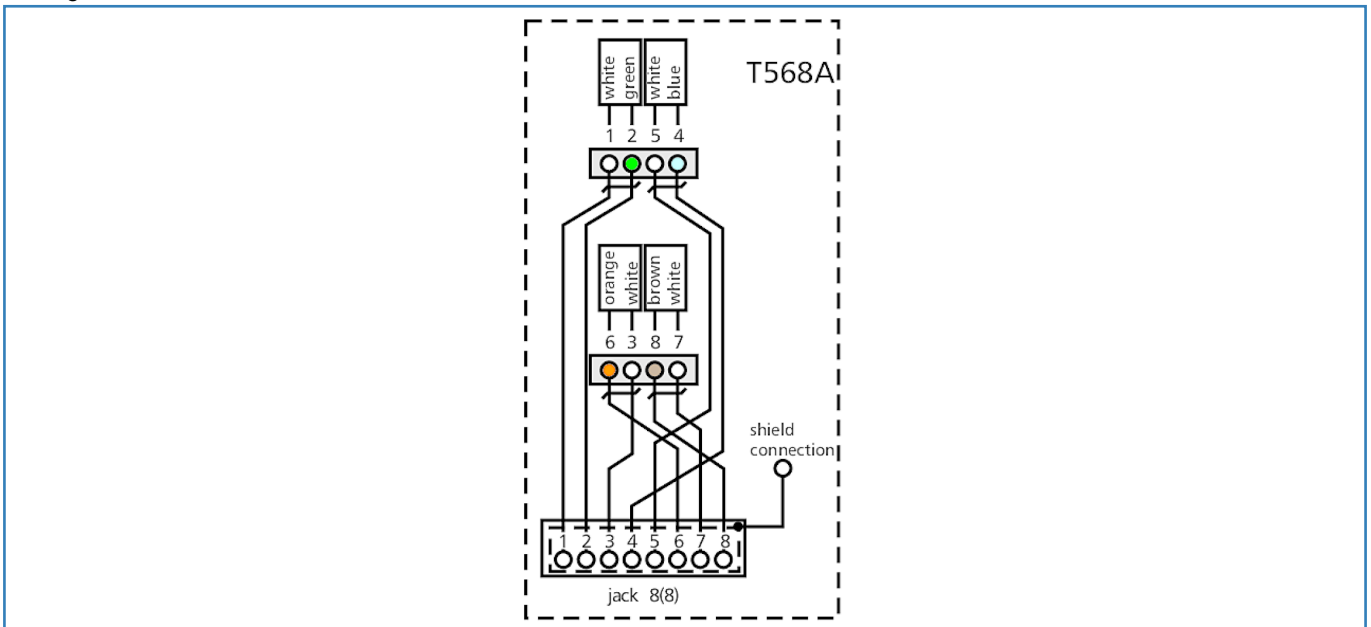 T568A
white green white blue
1 2 5 4
orange white brown white
6 3 8 7
shield
connection
1 2 3 4 5 6 7 8
jack 8(8)